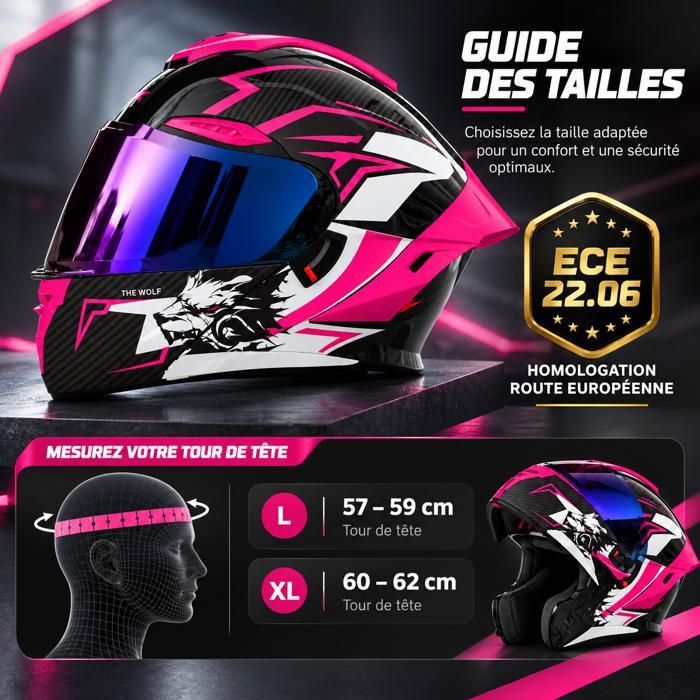 GUIDE
DES TAILLES
Choisissez la taille adaptée
pour un confort et une sécurité
optimaux.
ECE
22.06
HOMOLOGATION
ROUTE EUROPÉENNE
THE WOLF
MESUREZ VOTRE TOUR DE TÊTE
L
57 – 59 cm
Tour de tête
XL
60 – 62 cm
Tour de tête